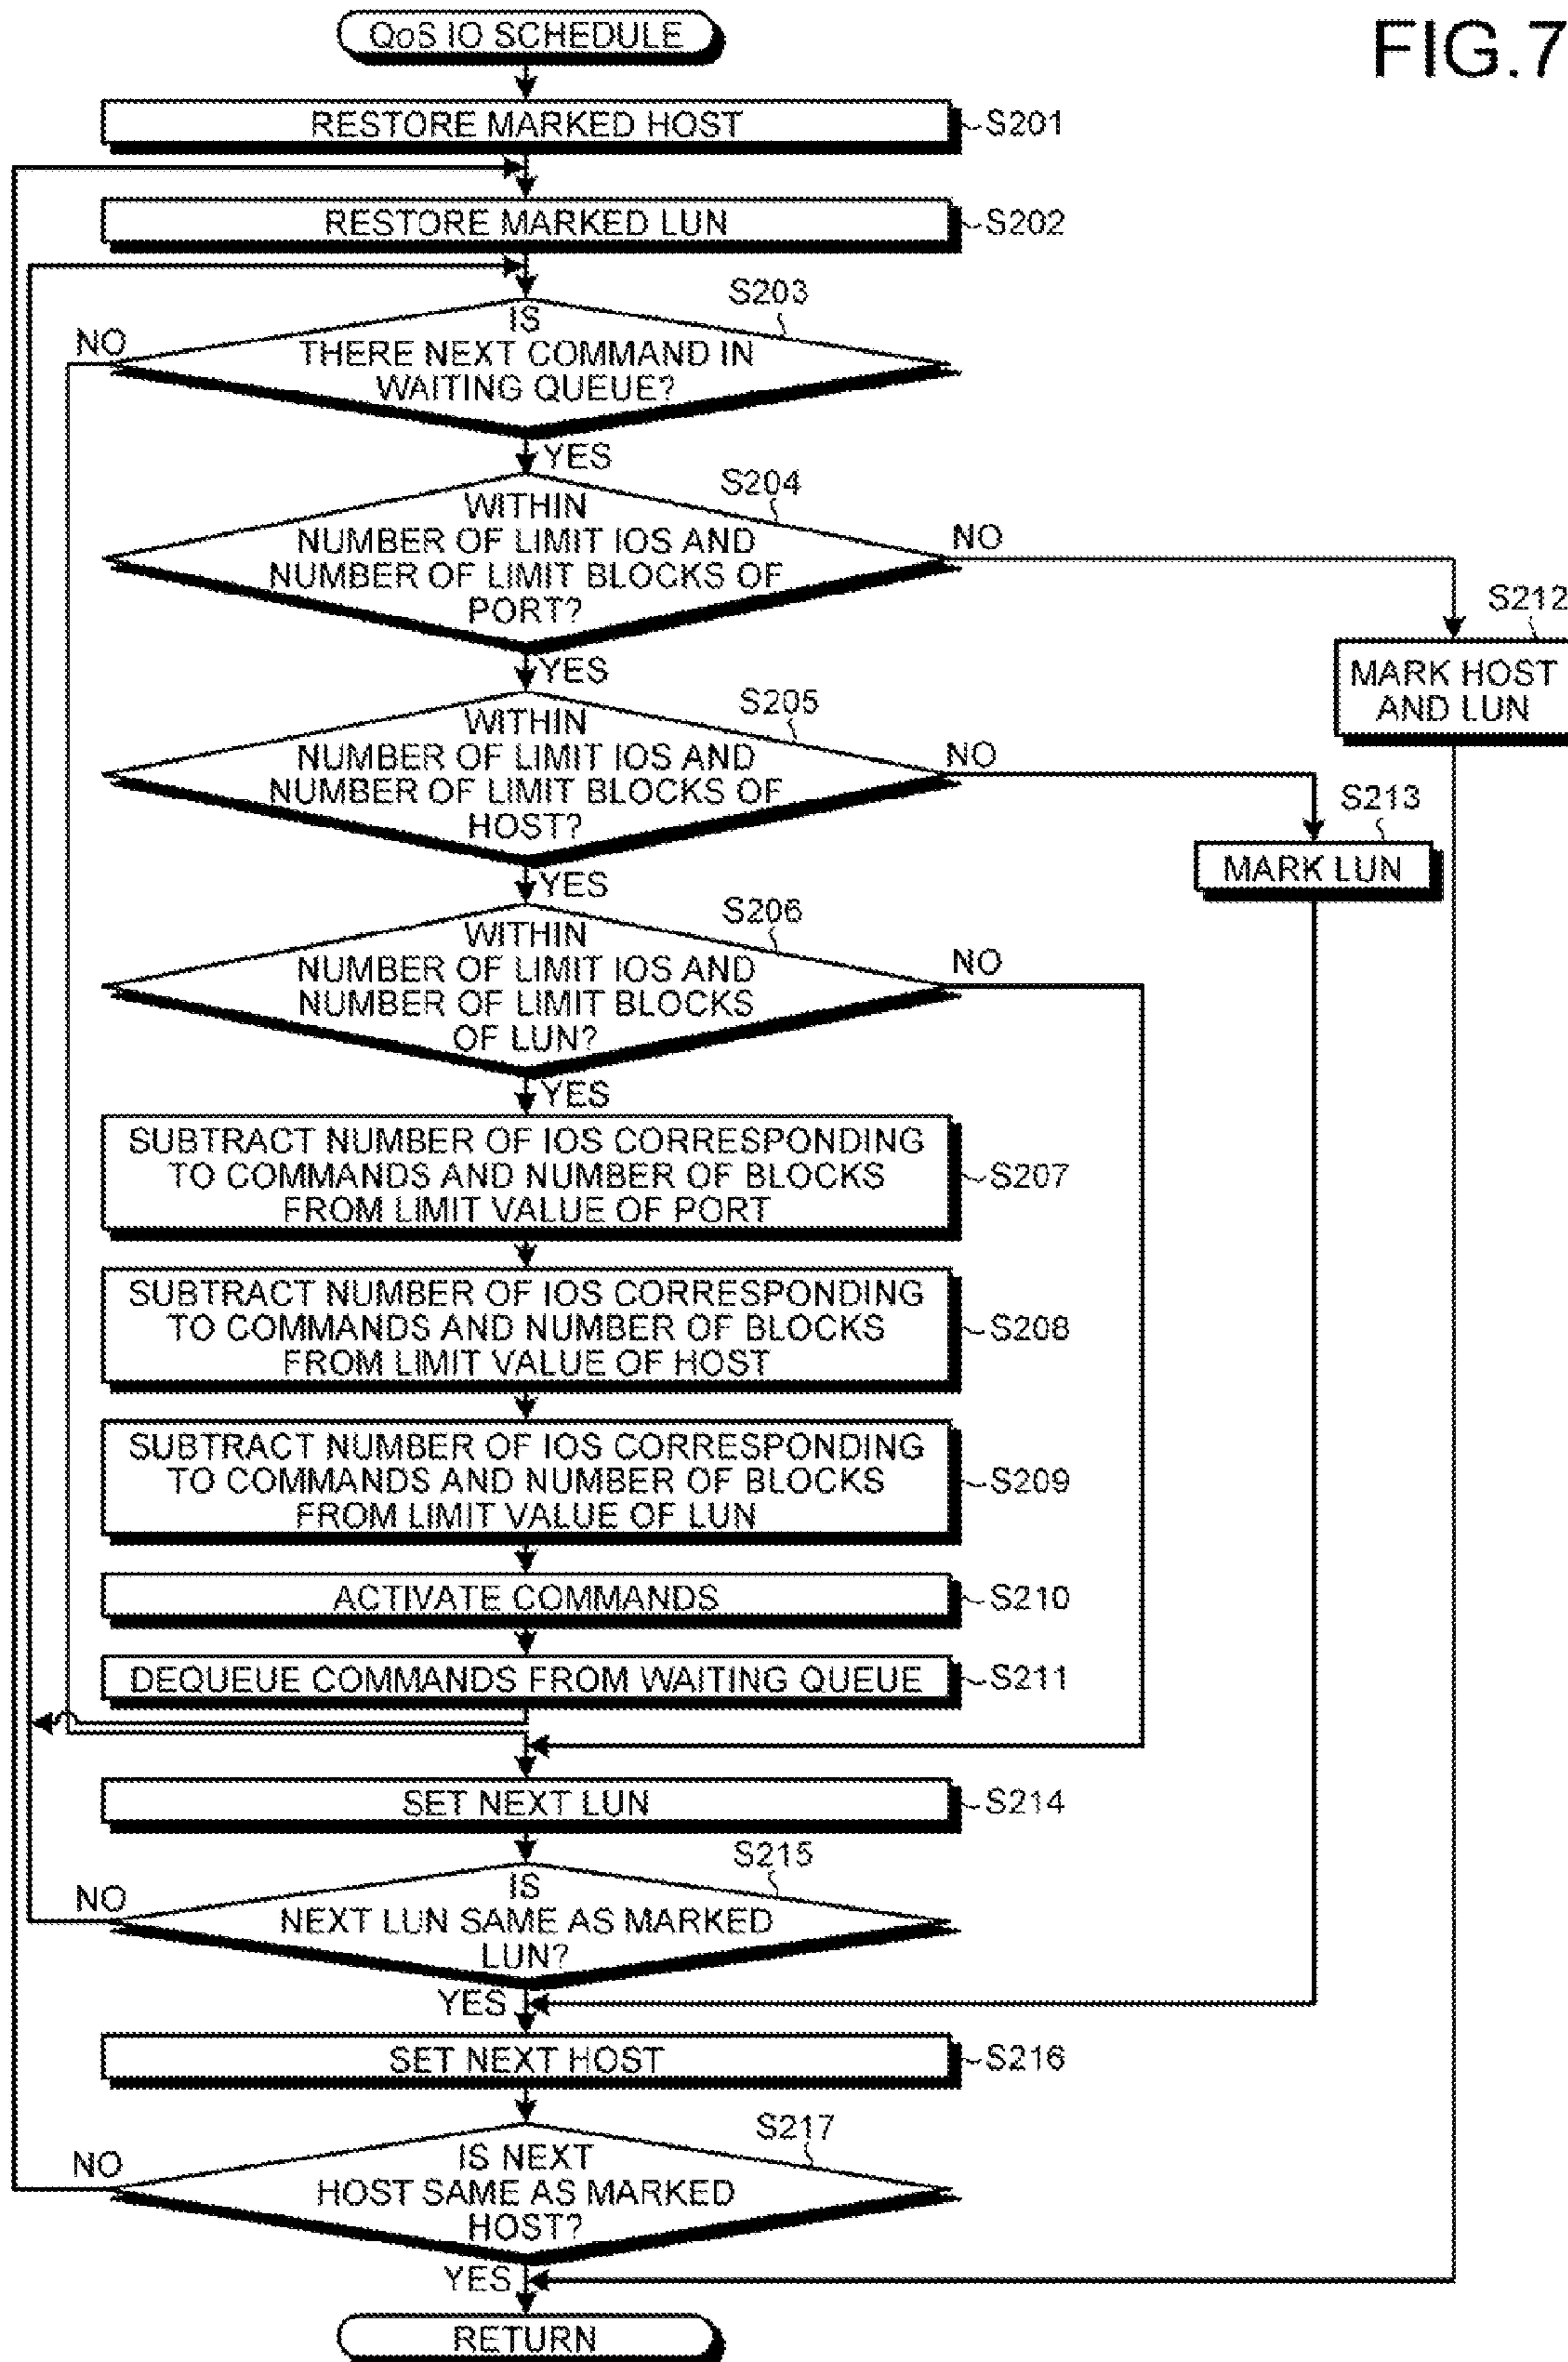 FIG.7
QoS IO SCHEDULE
RESTORE MARKED HOST
S201
RESTORE MARKED LUN
S202
S203
NO
IS
THERE NEXT COMMAND IN
WAITING QUEUE?
YES
S204
WITHIN
NUMBER OF LIMIT IOS AND
NUMBER OF LIMIT BLOCKS OF
PORT?
NO
S212
MARK HOST
AND LUN
YES
S205
WITHIN
NUMBER OF LIMIT IOS AND
NUMBER OF LIMIT BLOCKS OF
HOST?
NO
S213
MARK LUN
YES
S206
WITHIN
NUMBER OF LIMIT IOS AND
NUMBER OF LIMIT BLOCKS
OF LUN?
NO
YES
SUBTRACT NUMBER OF IOS CORRESPONDING
TO COMMANDS AND NUMBER OF BLOCKS
FROM LIMIT VALUE OF PORT
S207
SUBTRACT NUMBER OF IOS CORRESPONDING
TO COMMANDS AND NUMBER OF BLOCKS
FROM LIMIT VALUE OF HOST
S208
SUBTRACT NUMBER OF IOS CORRESPONDING
TO COMMANDS AND NUMBER OF BLOCKS
FROM LIMIT VALUE OF LUN
S209
ACTIVATE COMMANDS
S210
DEQUEUE COMMANDS FROM WAITING QUEUE
S211
SET NEXT LUN
S214
S215
NO
IS
NEXT LUN SAME AS MARKED
LUN?
YES
SET NEXT HOST
S216
S217
NO
IS NEXT
HOST SAME AS MARKED
HOST?
YES
RETURN